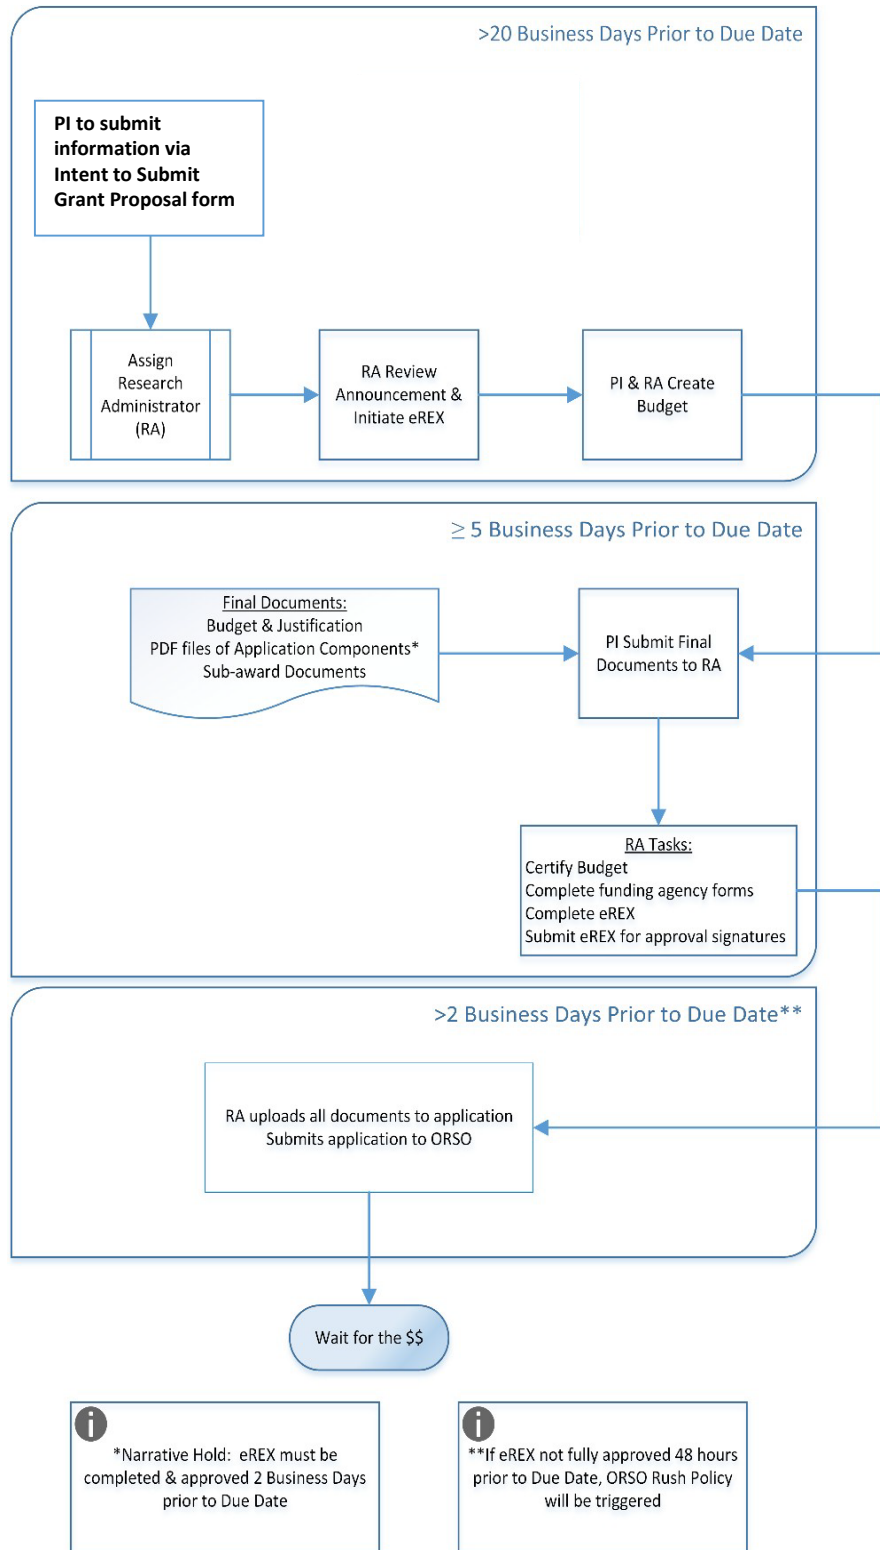 >20 Business Days Prior to Due Date
PI to submit
information via
Intent to Submit
Grant Proposal form
Assign
Research
Administrator
(RA)
RA Review
Announcement &
Initiate eREX
PI & RA Create
Budget
≥ 5 Business Days Prior to Due Date
Final Documents:
Budget & Justification
PDF files of Application Components*
Sub-award Documents
PI Submit Final
Documents to RA
RA Tasks:
Certify Budget
Complete funding agency forms
Complete eREX
Submit eREX for approval signatures
>2 Business Days Prior to Due Date**
RA uploads all documents to application
Submits application to ORSO
Wait for the $$
i
*Narrative Hold: eREX must be
completed & approved 2 Business Days
prior to Due Date
i
**If eREX not fully approved 48 hours
prior to Due Date, ORSO Rush Policy
will be triggered